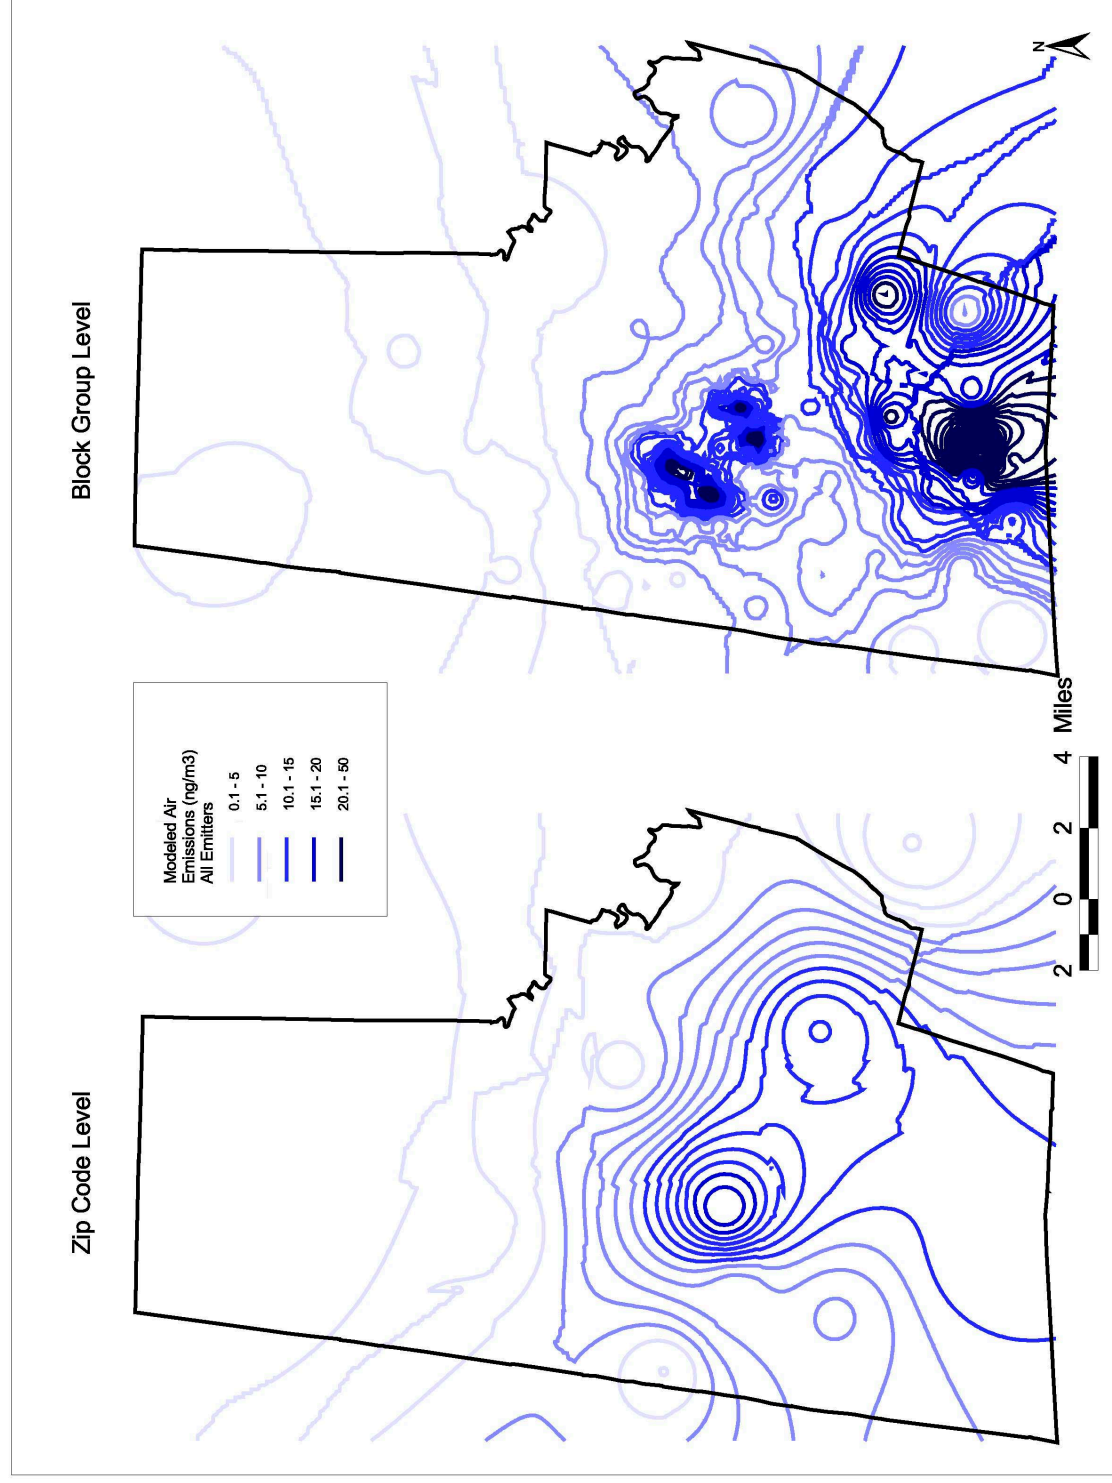 Zip Code Level
Block Group Level
Modeled Air
Emissions (ng/m3)
All Emitters
0.1 - 5
5.1 - 10
10.1 - 15
15.1 - 20
20.1 - 50
2 0 2 4 Miles
N